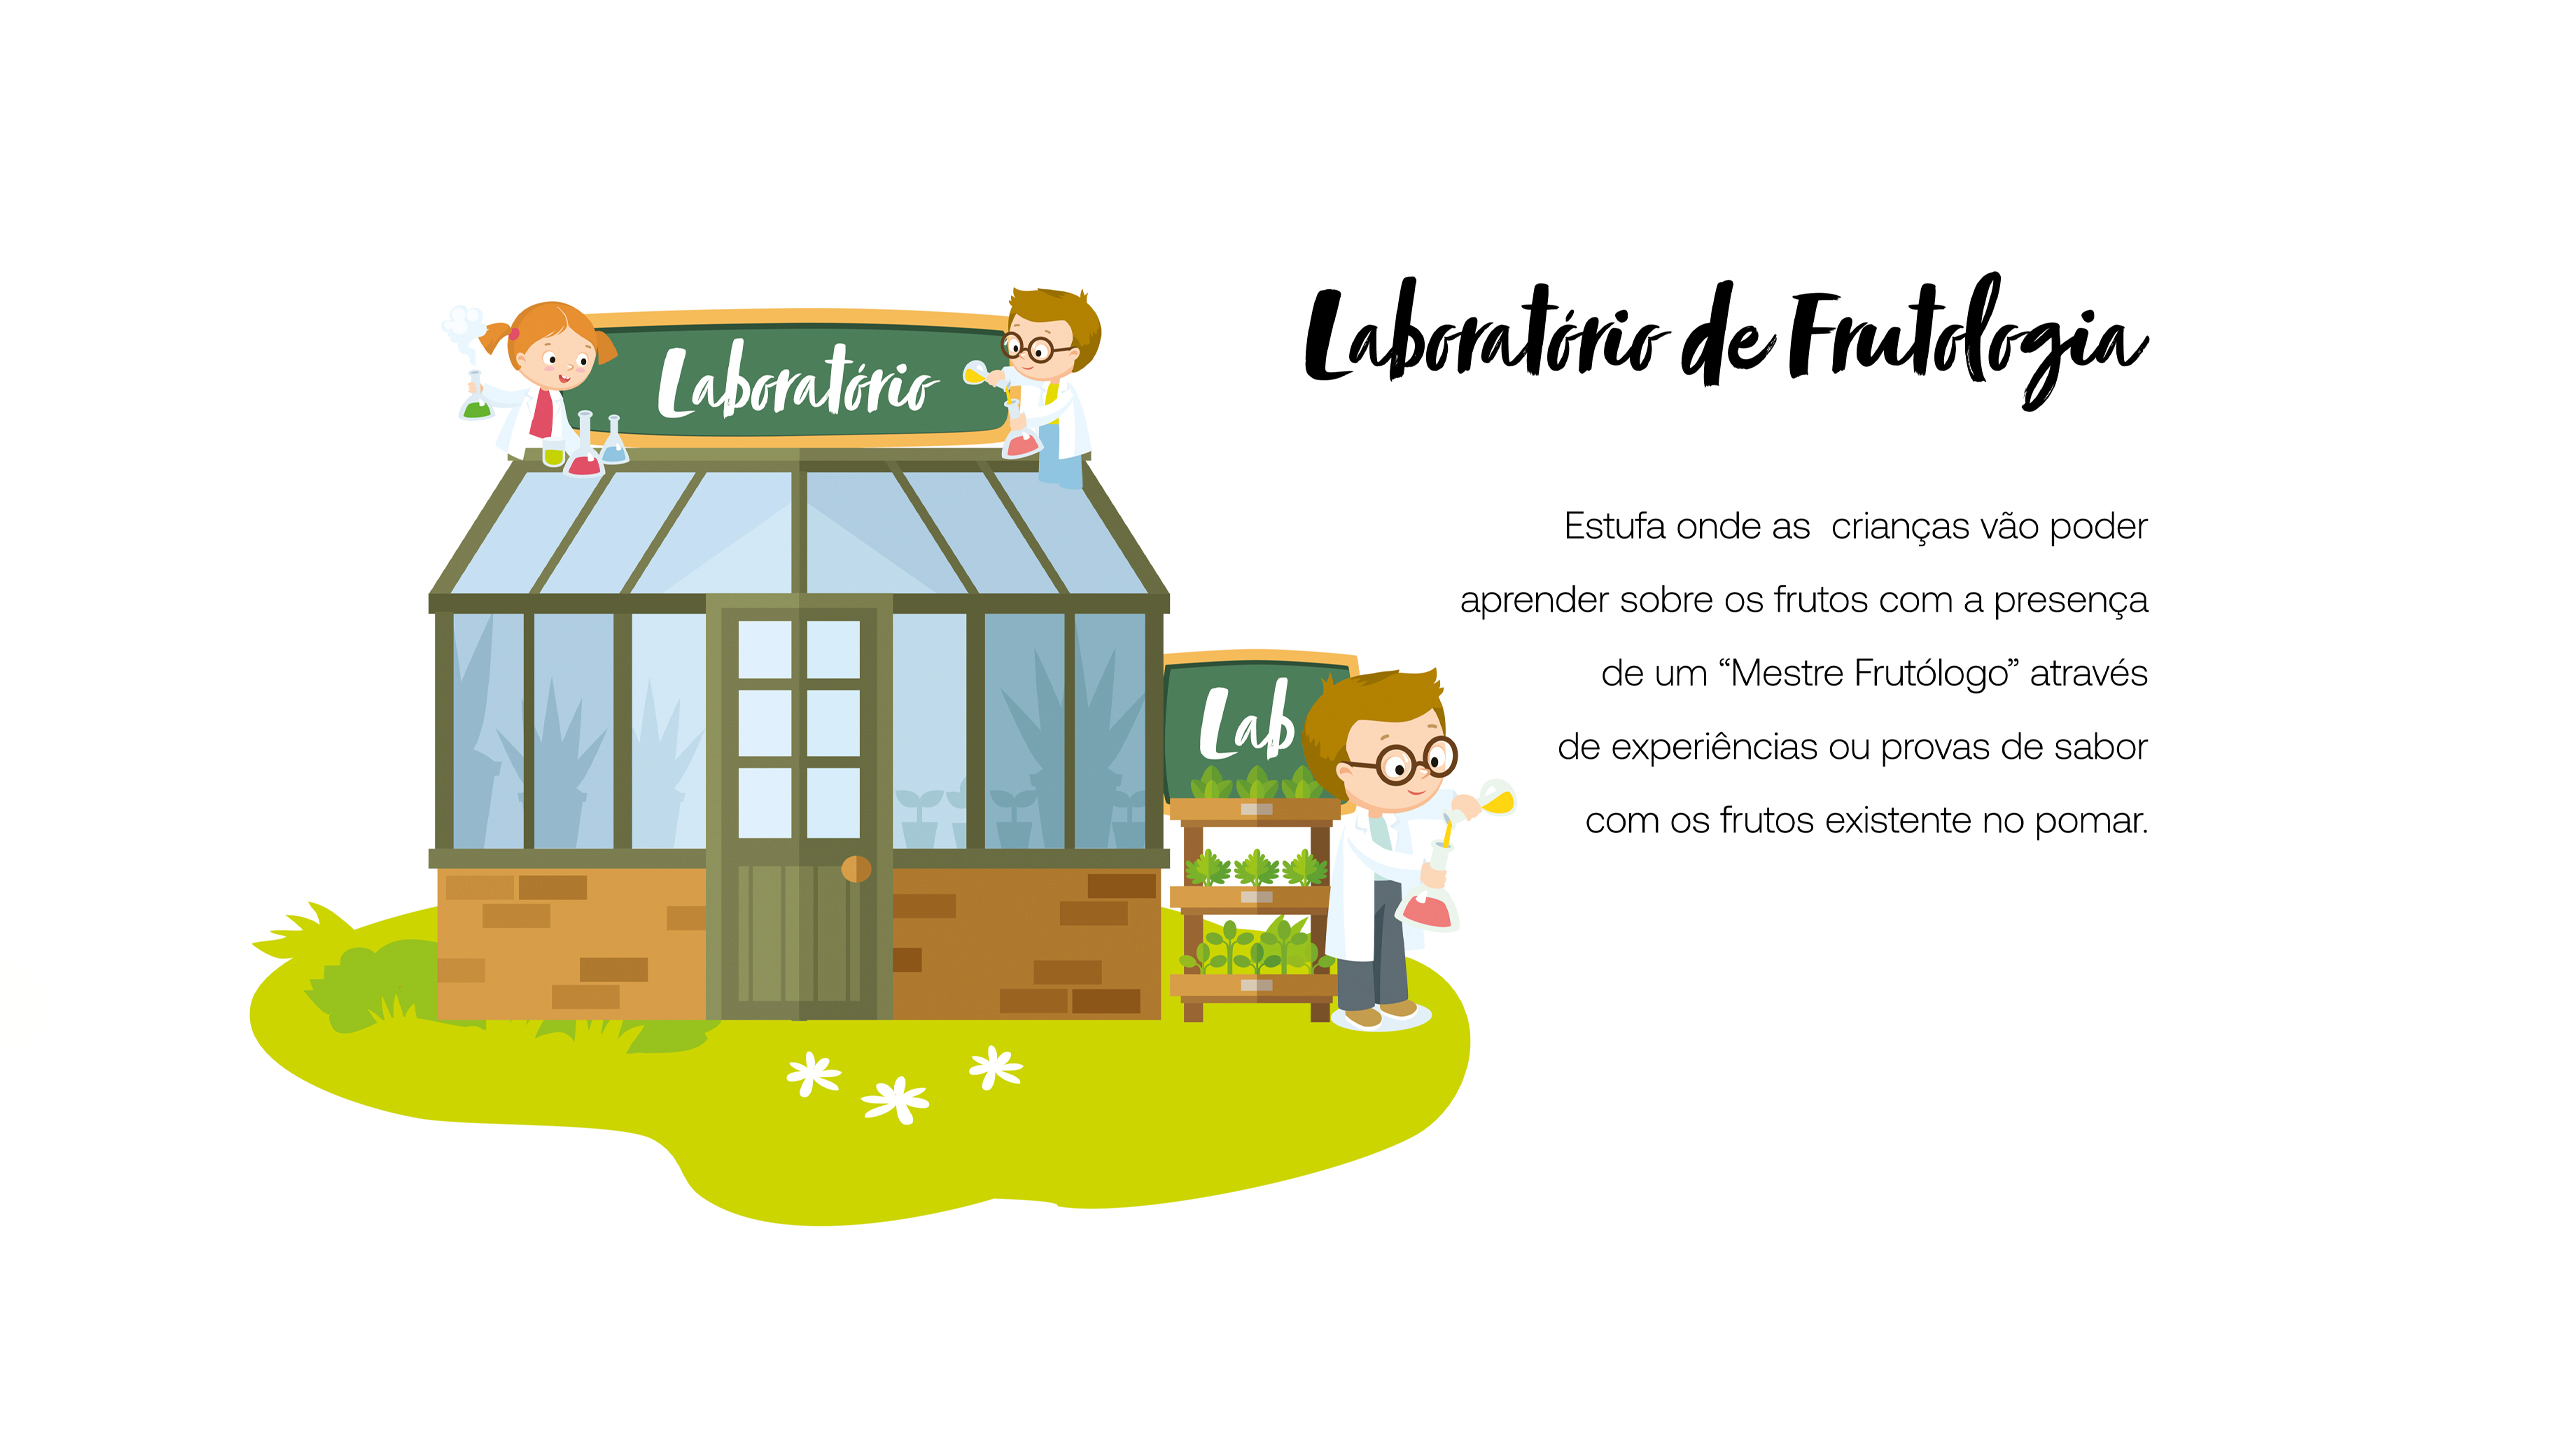 Laboratório de Frutologia
Laboratório
Estufa onde as  crianças vão poder
aprender sobre os frutos com a presença
de um “Mestre Frutólogo” através
de experiências ou provas de sabor
com os frutos existente no pomar.
Lab